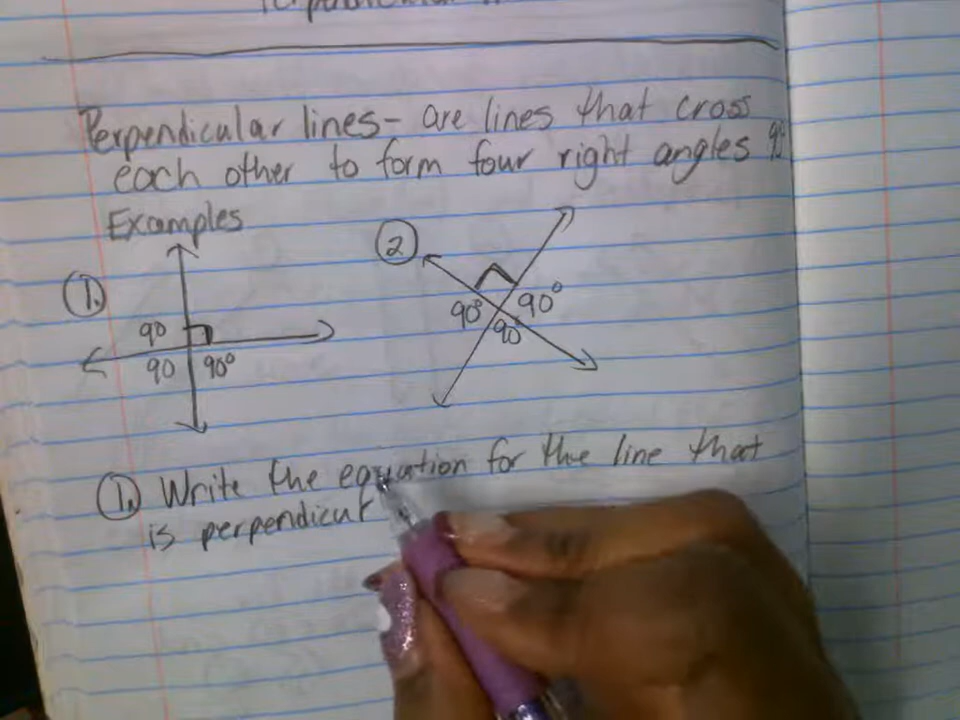 Perpendicular lines- are lines that cross
each other to form four right angles 90°
Examples
1.
90
90 90°
2
90° 90°
90°
1. Write the equation for the line that
is perpendicul